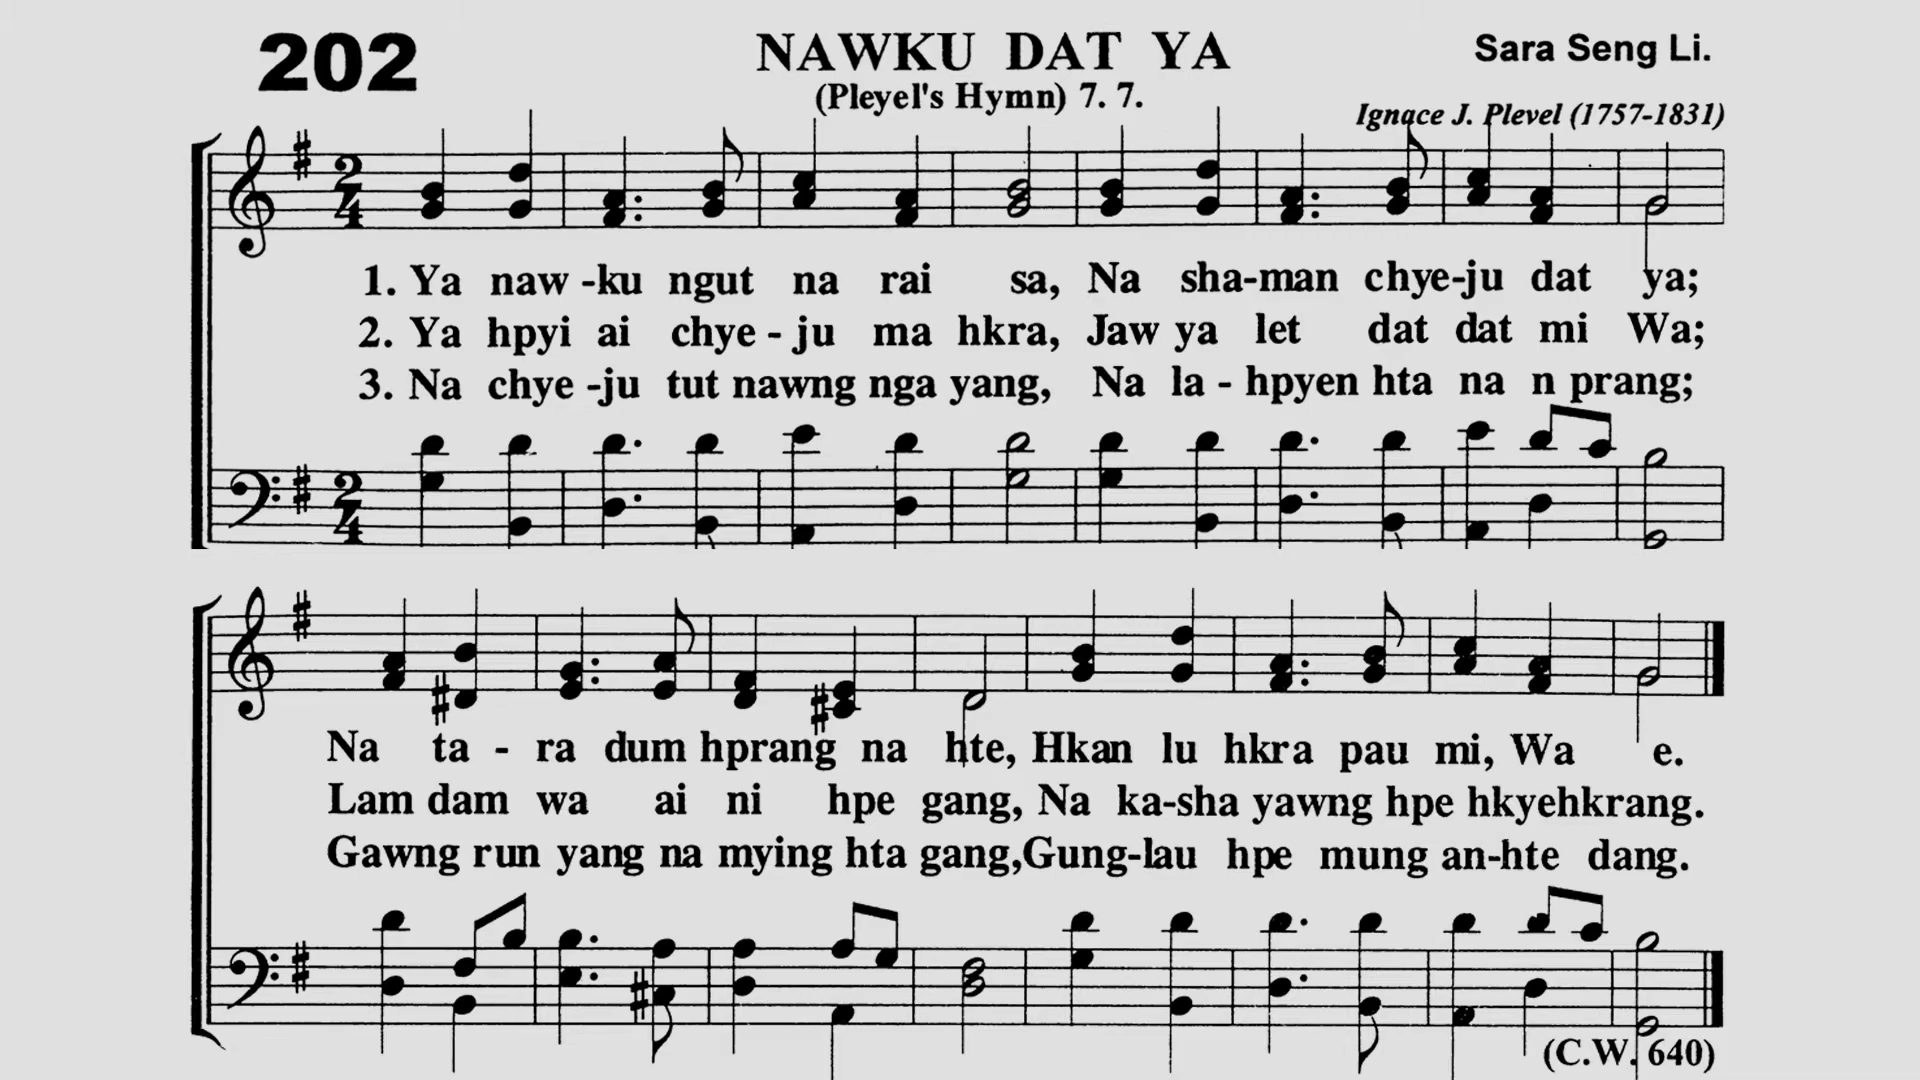 202
NAWKU DAT YA
Sara Seng Li.
(Pleyel's Hymn) 7. 7.
Ignace J. Plevel (1757-1831)
2
4
1. Ya naw -ku ngut na rai sa, Na sha-man chye-ju dat ya;
2. Ya hpyi ai chye - ju ma hkra, Jaw ya let dat dat mi Wa;
3. Na chye -ju tut nawng nga yang, Na la - hpyen hta na n prang;
2
4
Na ta - ra dum hprang na hte, Hkan lu hkra pau mi, Wa e.
Lam dam wa ai ni hpe gang, Na ka-sha yawng hpe hkyehkrang.
Gawng run yang na mying hta gang,Gung-lau hpe mung an-hte dang.
(C.W. 640)